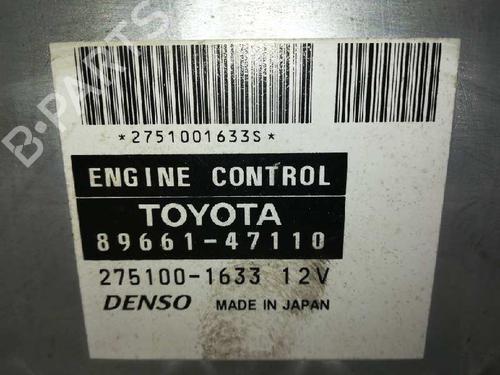 B-PARTS
*2751001633S*
ENGINE CONTROL
TOYOTA
89661-47110
275100-1633 12V
DENSO MADE IN JAPAN